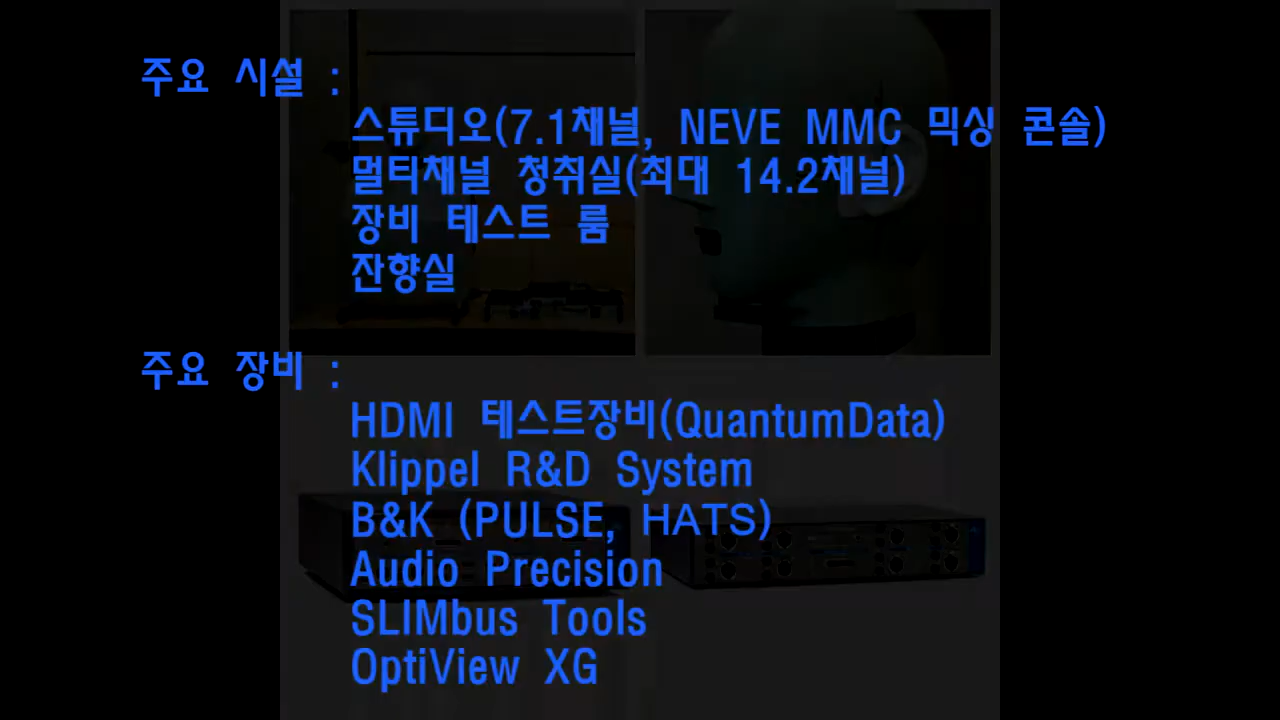 주요 시설 :
스튜디오(7.1채널, NEVE MMC 믹싱 콘솔)
멀티채널 청취실(최대 14.2채널)
장비 테스트 룸
잔향실
주요 장비 :
HDMI 테스트장비(QuantumData)
Klippel R&D System
B&K (PULSE, HATS)
Audio Precision
SLIMbus Tools
OptiView XG